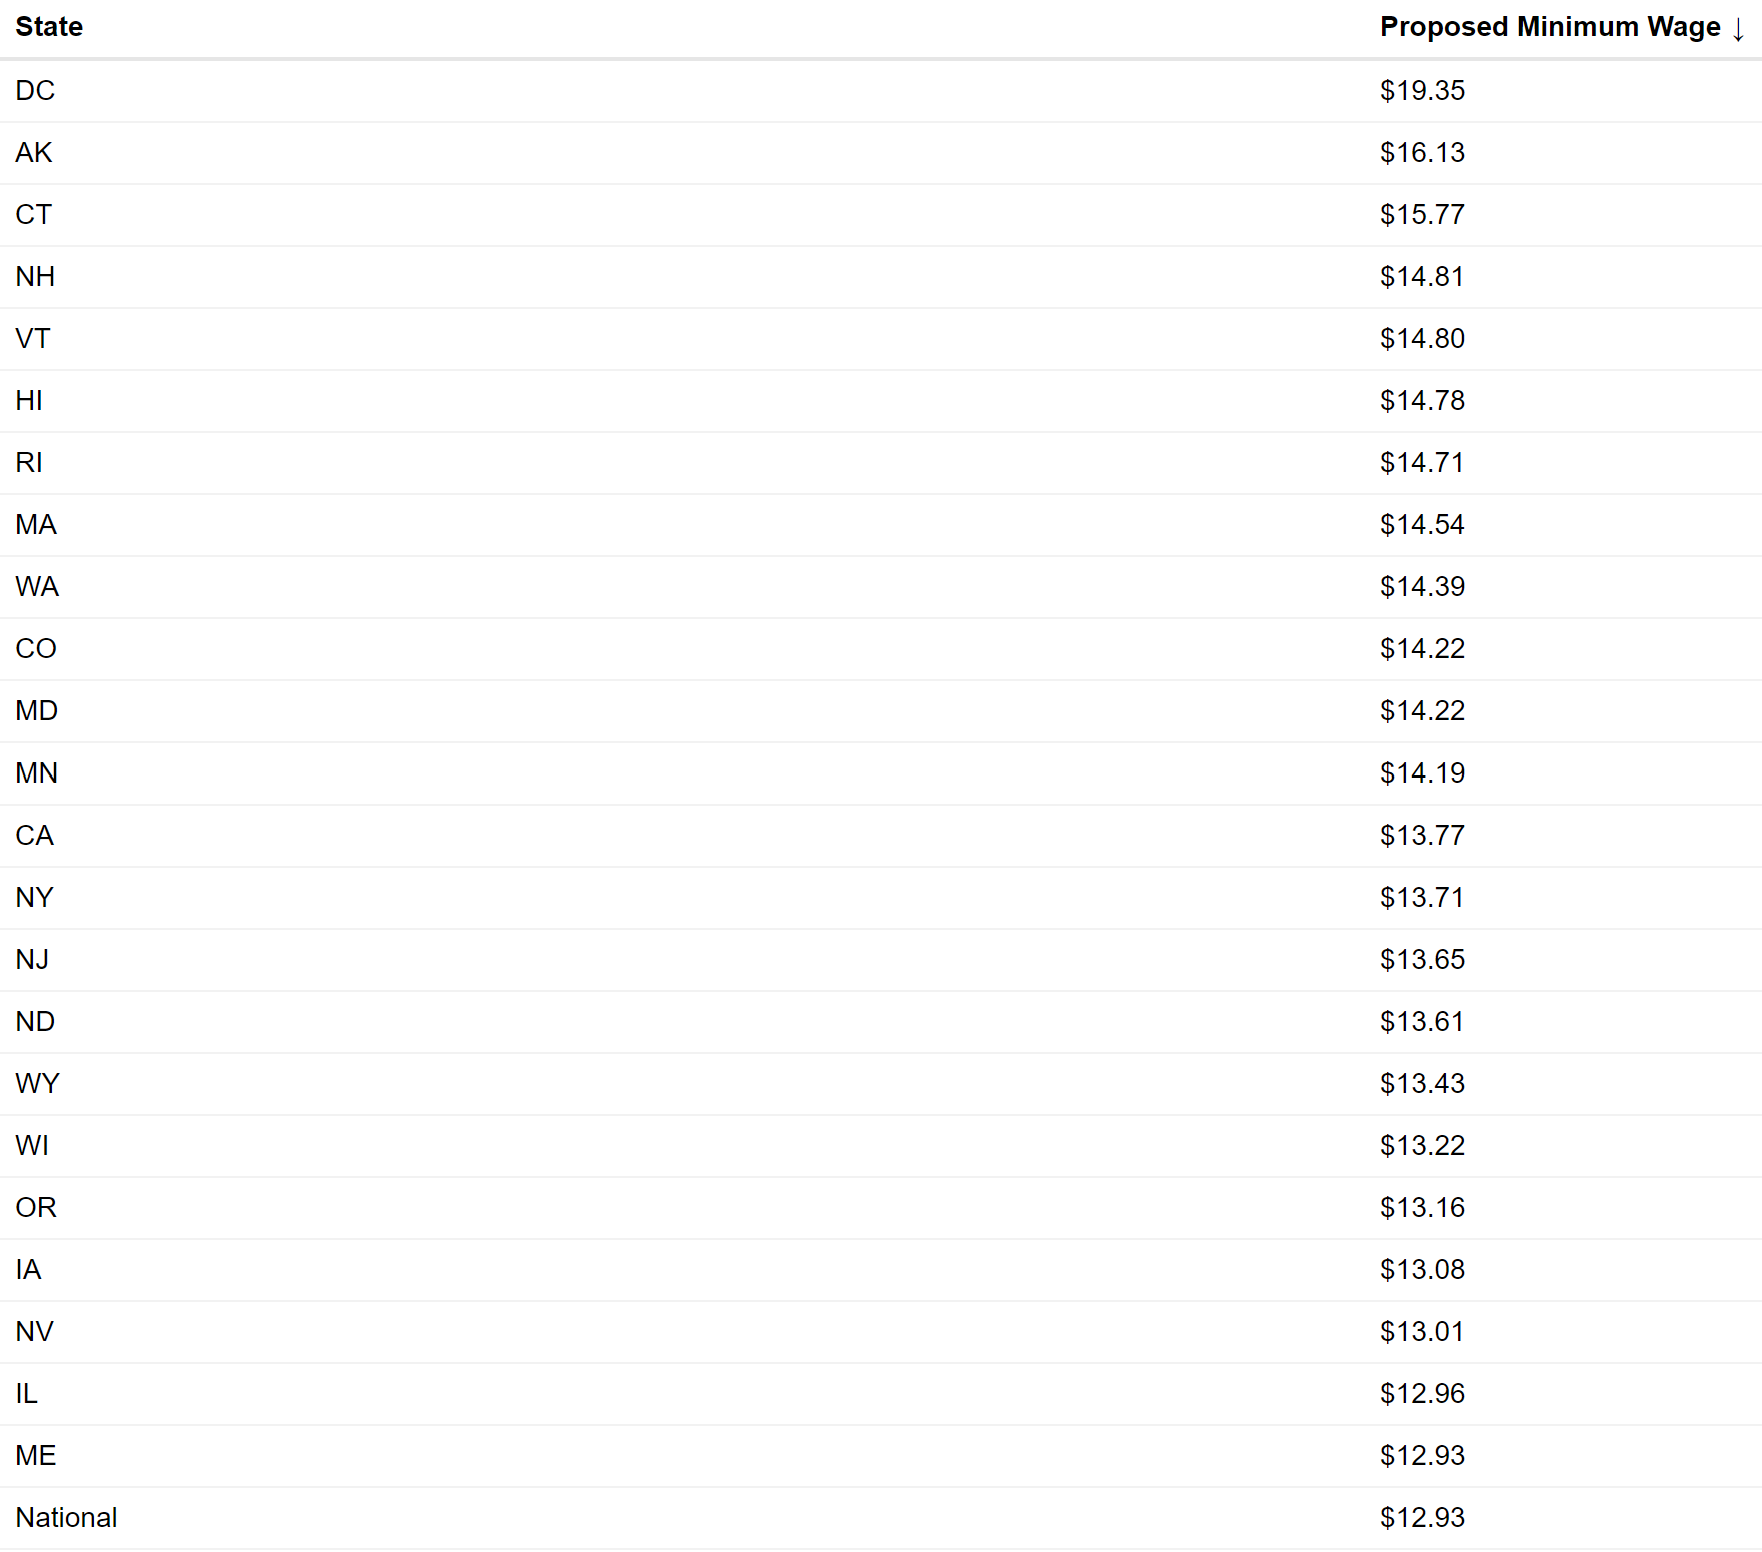 State Proposed Minimum Wage ↓
DC $19.35
AK $16.13
CT $15.77
NH $14.81
VT $14.80
HI $14.78
RI $14.71
MA $14.54
WA $14.39
CO $14.22
MD $14.22
MN $14.19
CA $13.77
NY $13.71
NJ $13.65
ND $13.61
WY $13.43
WI $13.22
OR $13.16
IA $13.08
NV $13.01
IL $12.96
ME $12.93
National $12.93